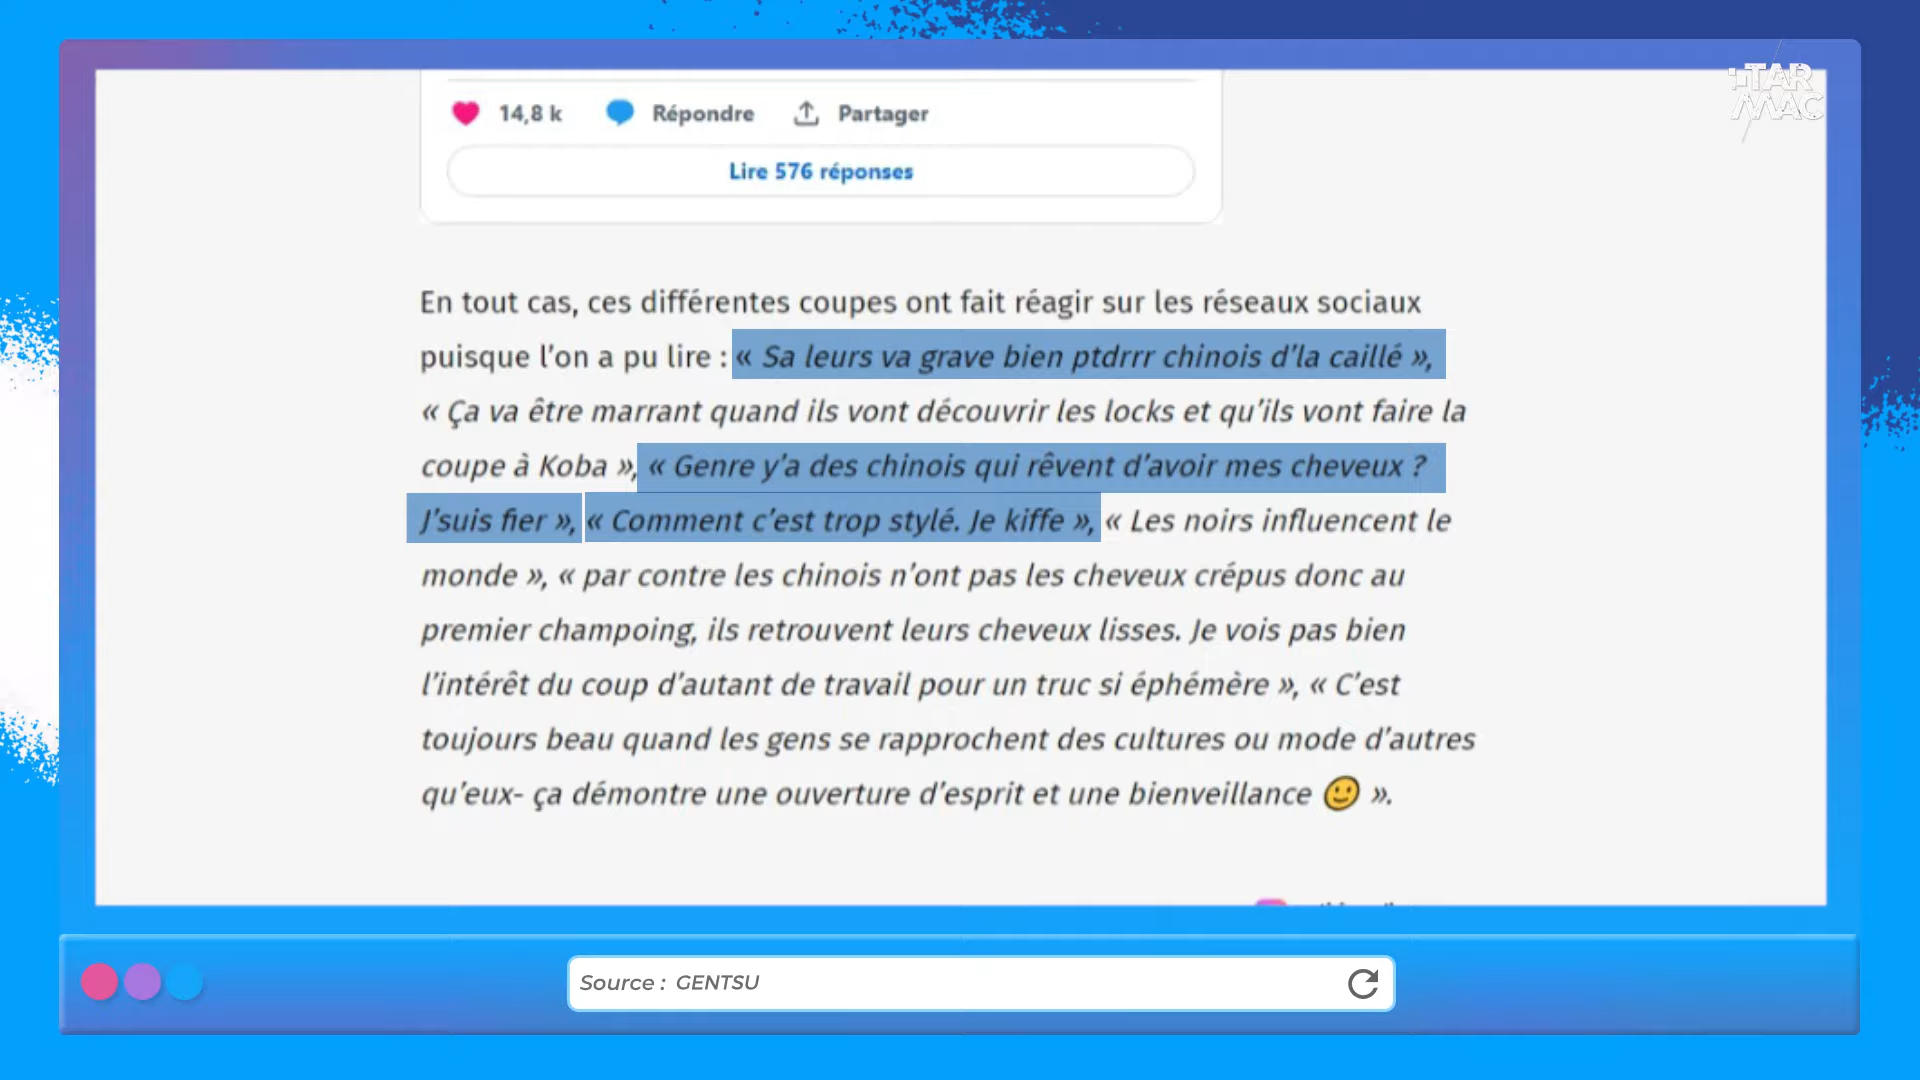 TAR
MAC
14,8 k Répondre Partager
Lire 576 réponses
En tout cas, ces différentes coupes ont fait réagir sur les réseaux sociaux
puisque l’on a pu lire : « Sa leurs va grave bien ptdrrr chinois d’la caillé »,
« Ça va être marrant quand ils vont découvrir les locks et qu’ils vont faire la
coupe à Koba », « Genre y’a des chinois qui rêvent d’avoir mes cheveux ?
J’suis fier », « Comment c’est trop stylé. Je kiffe », « Les noirs influencent le
monde », « par contre les chinois n’ont pas les cheveux crépus donc au
premier champoing, ils retrouvent leurs cheveux lisses. Je vois pas bien
l’intérêt du coup d’autant de travail pour un truc si éphémère », « C’est
toujours beau quand les gens se rapprochent des cultures ou mode d’autres
qu’eux- ça démontre une ouverture d’esprit et une bienveillance 🙂 ».
Source : GENTSU